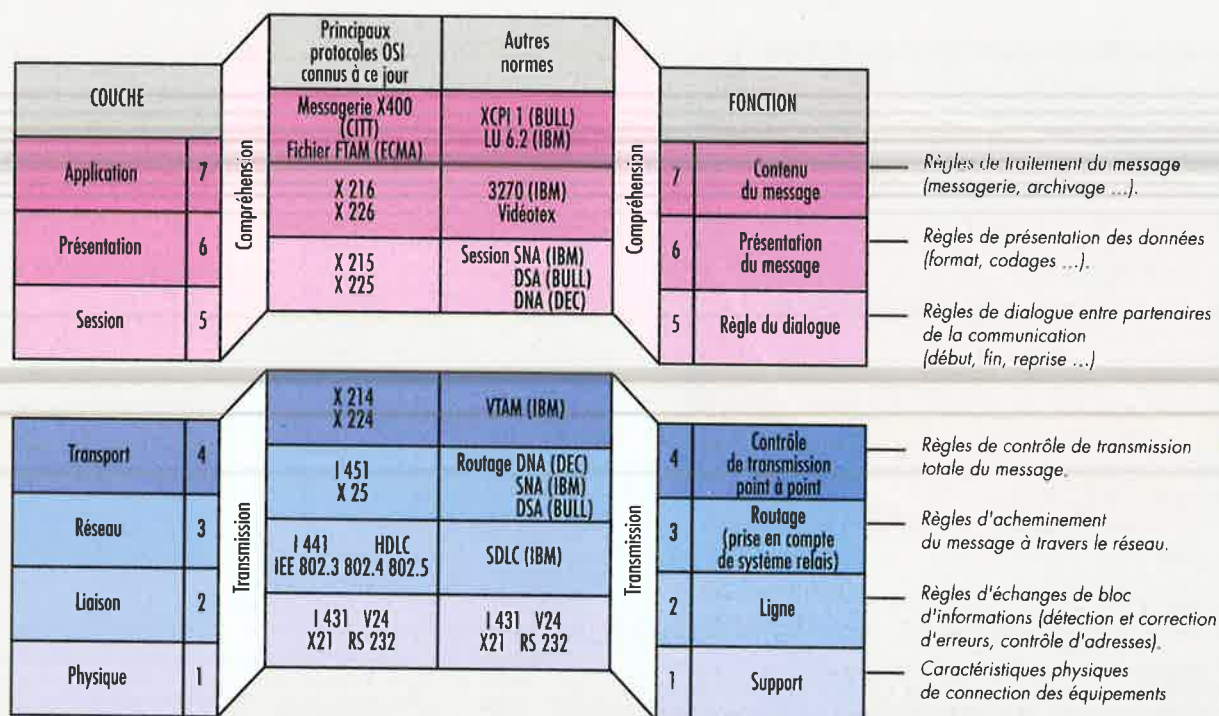 COUCHE
Application 7
Présentation 6
Session 5
Compréhension
Principaux
protocoles OSI
connus à ce jour
Autres
normes
Messagerie X400
(CITT)
Fichier FTAM (ECMA)
XCPI 1 (BULL)
LU 6.2 (IBM)
X 216
X 226
3270 (IBM)
Vidéotex
X 215
X 225
Session SNA (IBM)
DSA (BULL)
DNA (DEC)
Compréhension
FONCTION
7 Contenu
du message
6 Présentation
du message
5 Règle du dialogue
Règles de traitement du message
(messagerie, archivage ...).
Règles de présentation des données
(format, codages ...).
Règles de dialogue entre partenaires
de la communication
(début, fin, reprise ...)
Transport 4
Réseau 3
Liaison 2
Physique 1
Transmission
X 214
X 224
VTAM (IBM)
I 451
X 25
Routage DNA (DEC)
SNA (IBM)
DSA (BULL)
I 441 HDLC
IEE 802.3 802.4 802.5
SDLC (IBM)
I 431 V24
X21 RS 232
I 431 V24
X21 RS 232
Transmission
4 Contrôle
de transmission
point à point
3 Routage
(prise en compte
de système relais)
2 Ligne
1 Support
Règles de contrôle de transmission
totale du message.
Règles d'acheminement
du message à travers le réseau.
Règles d'échanges de bloc
d'informations (détection et correction
d'erreurs, contrôle d'adresses).
Caractéristiques physiques
de connection des équipements